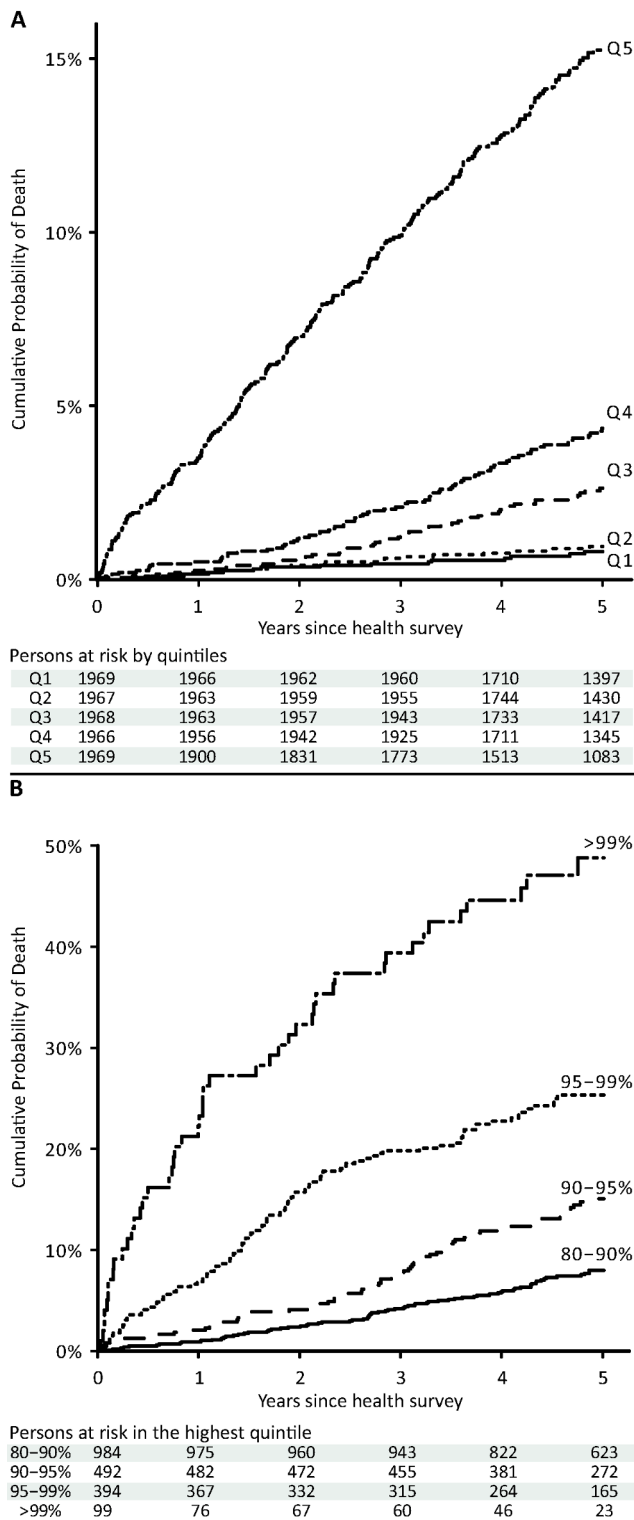 A
15%
Q5
10%
5%
Q4
Q3
Q2
Q1
0%
Cumulative Probability of Death
0 1 2 3 4 5
Years since health survey
Persons at risk by quintiles
Q1 1969 1966 1962 1960 1710 1397
Q2 1967 1963 1959 1955 1744 1430
Q3 1968 1963 1957 1943 1733 1417
Q4 1966 1956 1942 1925 1711 1345
Q5 1969 1900 1831 1773 1513 1083
B
50%
>99%
40%
30%
95–99%
20%
90–95%
10%
80–90%
0%
Cumulative Probability of Death
0 1 2 3 4 5
Years since health survey
Persons at risk in the highest quintile
80–90% 984 975 960 943 822 623
90–95% 492 482 472 455 381 272
95–99% 394 367 332 315 264 165
>99% 99 76 67 60 46 23